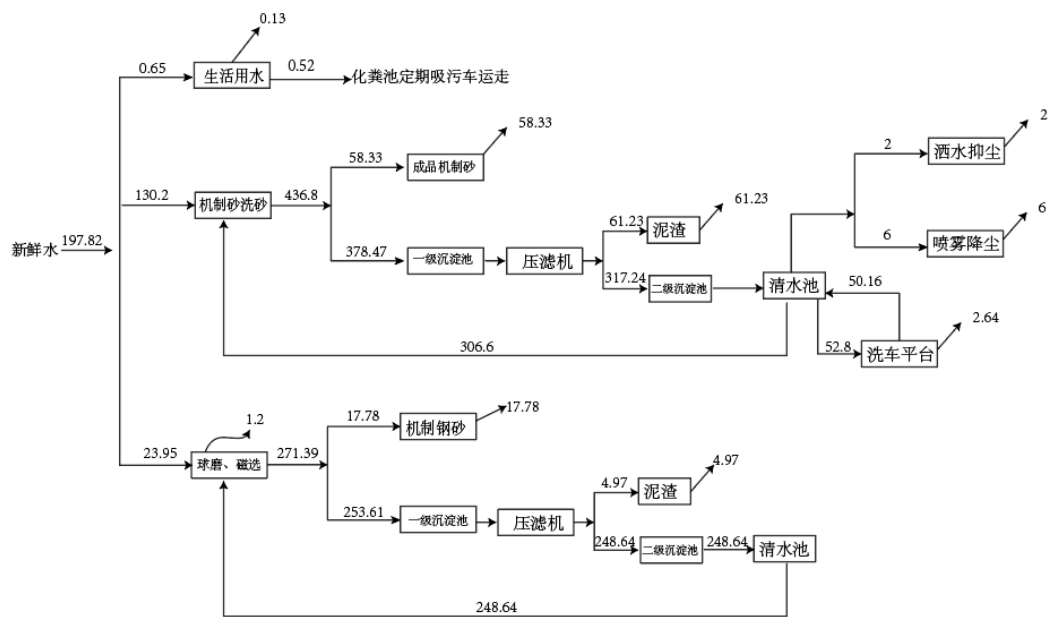 0.13
0.65
生活用水
0.52
化粪池定期吸污车运走
58.33
58.33
成品机制砂
2
2
洒水抑尘
130.2
机制砂洗砂
436.8
61.23
61.23
泥渣
6
6
喷雾降尘
新鲜水
197.82
378.47
一级沉淀池
压滤机
317.24
二级沉淀池
清水池
50.16
2.64
306.6
52.8
洗车平台
1.2
17.78
机制钢砂
17.78
23.95
球磨、磁选
271.39
4.97
4.97
泥渣
253.61
一级沉淀池
压滤机
248.64
二级沉淀池
248.64
清水池
248.64